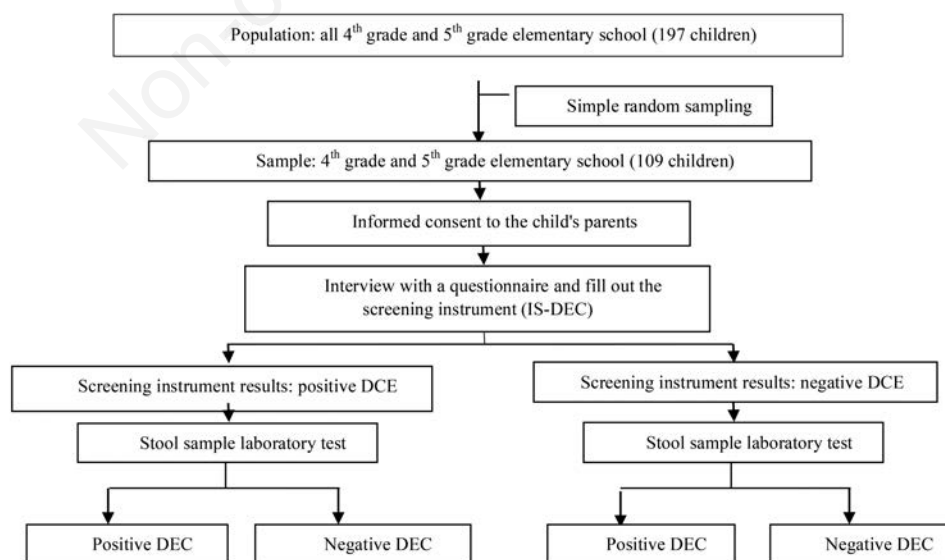 Non-c
Population: all 4th grade and 5th grade elementary school (197 children)
Simple random sampling
Sample: 4th grade and 5th grade elementary school (109 children)
Informed consent to the child's parents
Interview with a questionnaire and fill out the
screening instrument (IS-DEC)
Screening instrument results: positive DCE
Screening instrument results: negative DCE
Stool sample laboratory test
Stool sample laboratory test
Positive DEC
Negative DEC
Positive DEC
Negative DEC